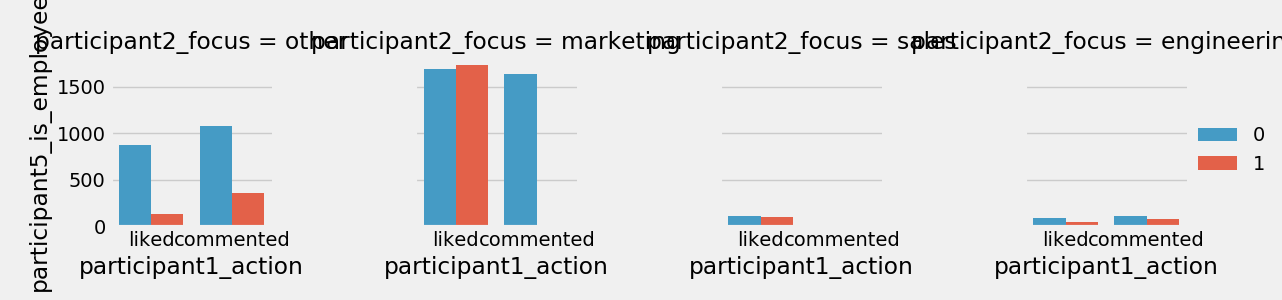 participant2_focus = other
participant2_focus = marketing
participant2_focus = sales
participant2_focus = engineerin
participant5_is_employee
1500
1000
500
0
liked commented
liked commented
liked commented
liked commented
participant1_action
participant1_action
participant1_action
participant1_action
0
1